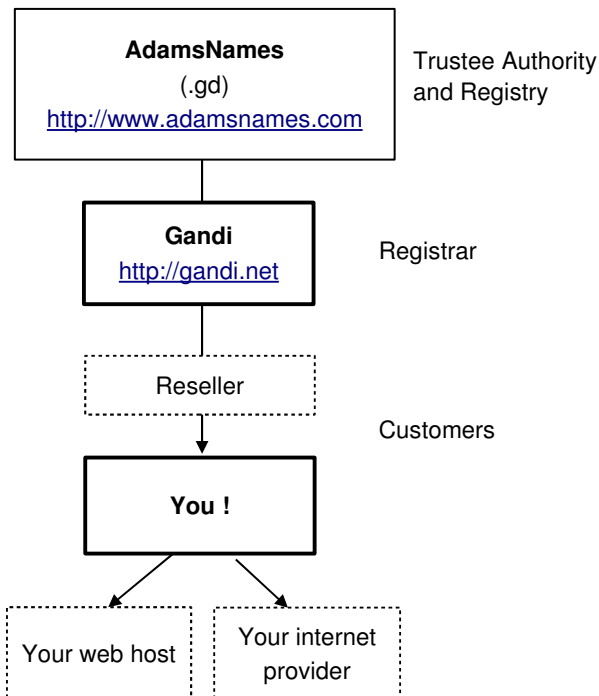 AdamsNames
(.gd)
http://www.adamsnames.com
Trustee Authority
and Registry
Gandi
http://gandi.net
Registrar
Reseller
Customers
You !
Your web host
Your internet
provider